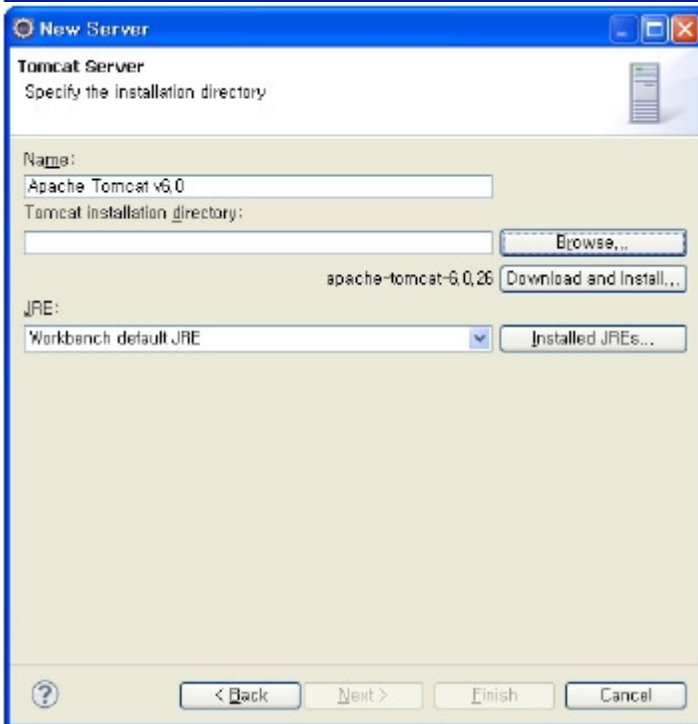 New Server
Tomcat Server
Specify the installation directory
Name:
Apache Tomcat v6.0
Tomcat installation directory:
Browse...
apache-tomcat-6.0.26 Download and Install...
JRE:
Workbench default JRE
Installed JREs...
< Back Next > Finish Cancel